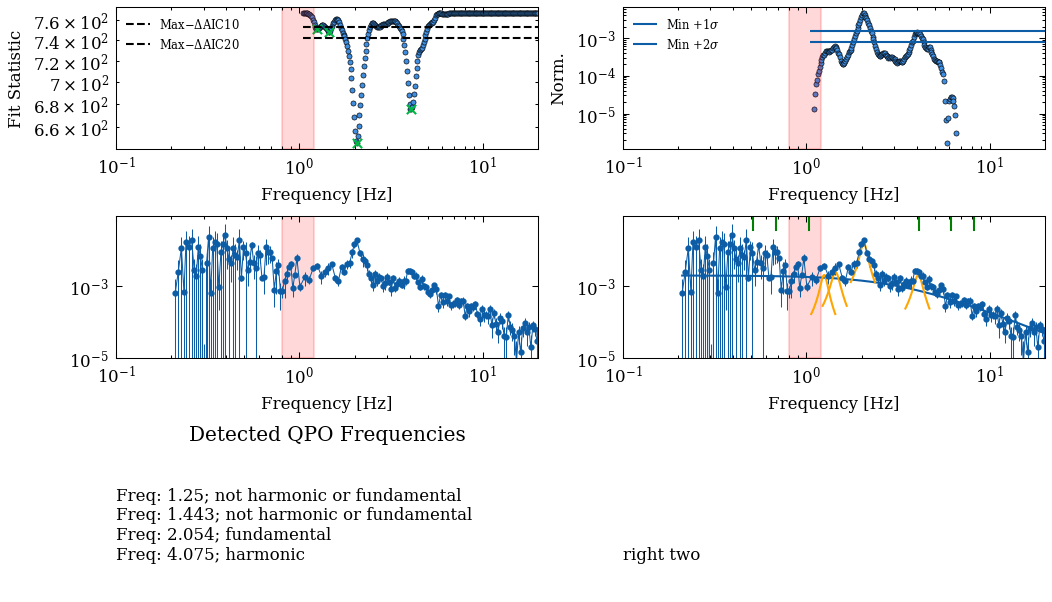 Fit Statistic
7.6 × 10²
7.4 × 10²
7.2 × 10²
7 × 10²
6.8 × 10²
6.6 × 10²
Max−ΔAIC10
Max−ΔAIC20
10⁻¹ 10⁰ 10¹
Frequency [Hz]
Norm.
10⁻³
10⁻⁴
10⁻⁵
Min +1σ
Min +2σ
10⁻¹ 10⁰ 10¹
Frequency [Hz]
10⁻³
10⁻⁵
10⁻¹ 10⁰ 10¹
Frequency [Hz]
10⁻³
10⁻⁵
10⁻¹ 10⁰ 10¹
Frequency [Hz]
Detected QPO Frequencies
Freq: 1.25; not harmonic or fundamental
Freq: 1.443; not harmonic or fundamental
Freq: 2.054; fundamental
Freq: 4.075; harmonic
right two